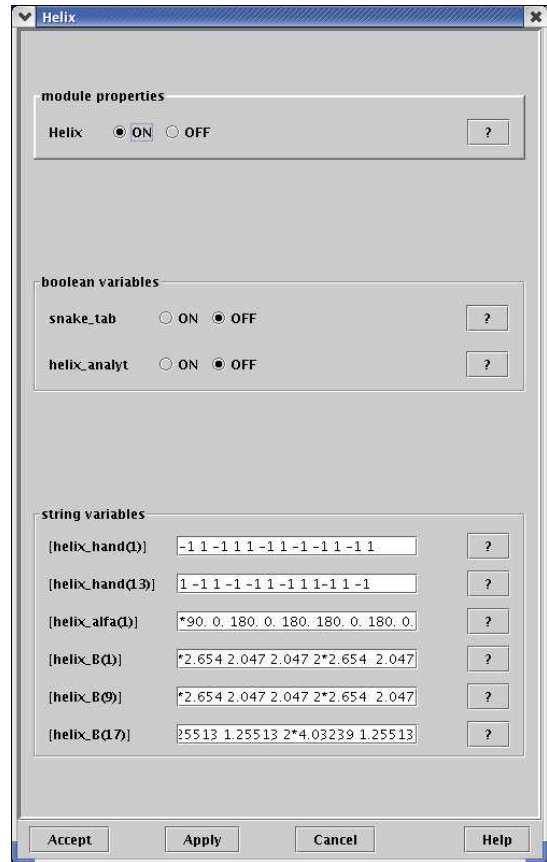 Helix
module properties
Helix ON OFF ?
boolean variables
snake_tab ON OFF ?
helix_analyt ON OFF ?
string variables
[helix_hand(1)] -1 1 -1 1 1 -1 1 -1 -1 1 -1 1 ?
[helix_hand(13)] 1 -1 1 -1 -1 1 -1 1 1-1 1 -1 ?
[helix_alfa(1)] *90. 0. 180. 0. 180. 180. 0. 180. 0. ?
[helix_B(1)] *2.654 2.047 2.047 2*2.654 2.047 ?
[helix_B(9)] *2.654 2.047 2.047 2*2.654 2.047 ?
[helix_B(17)] 25513 1.25513 2*4.03239 1.25513 ?
Accept Apply Cancel Help